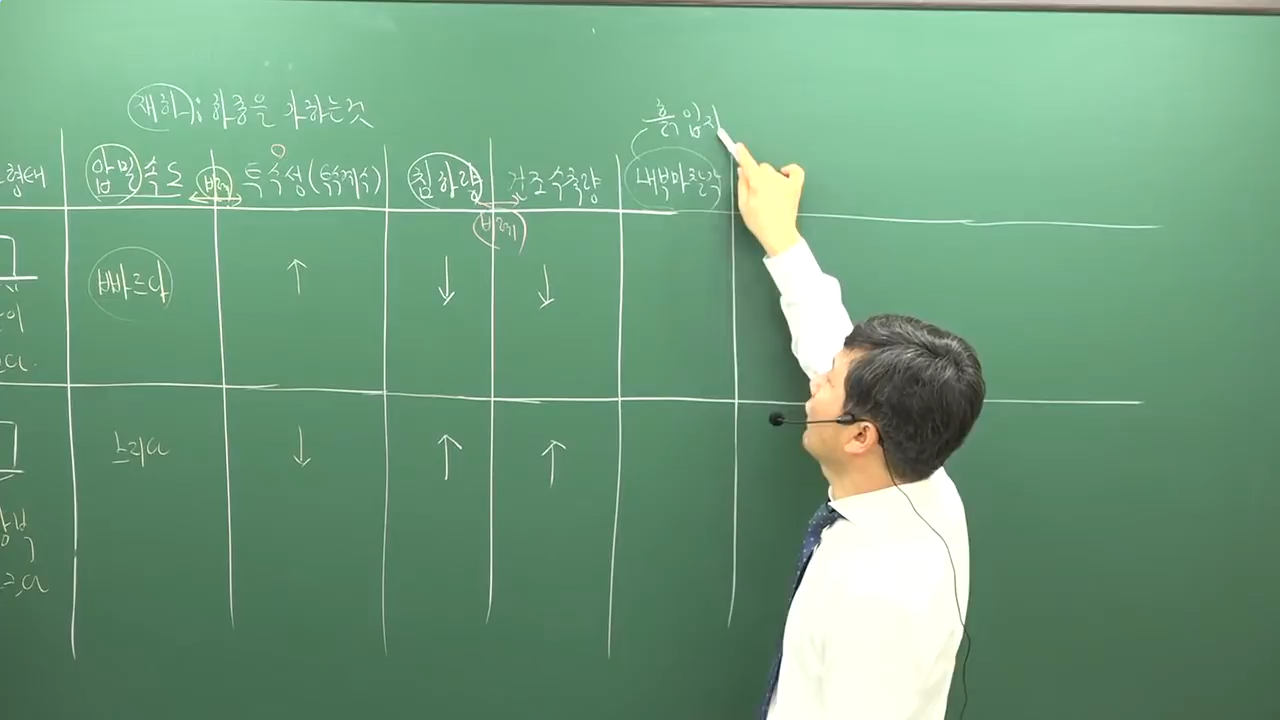 재하 : 하중을 가하는것
흙입자
형태 압밀속도 비례 투수성(투수계수) 침하량 건조수축량 내부마찰각
비례
빠르다 ↑ ↓ ↓
느리다 ↓ ↑ ↑